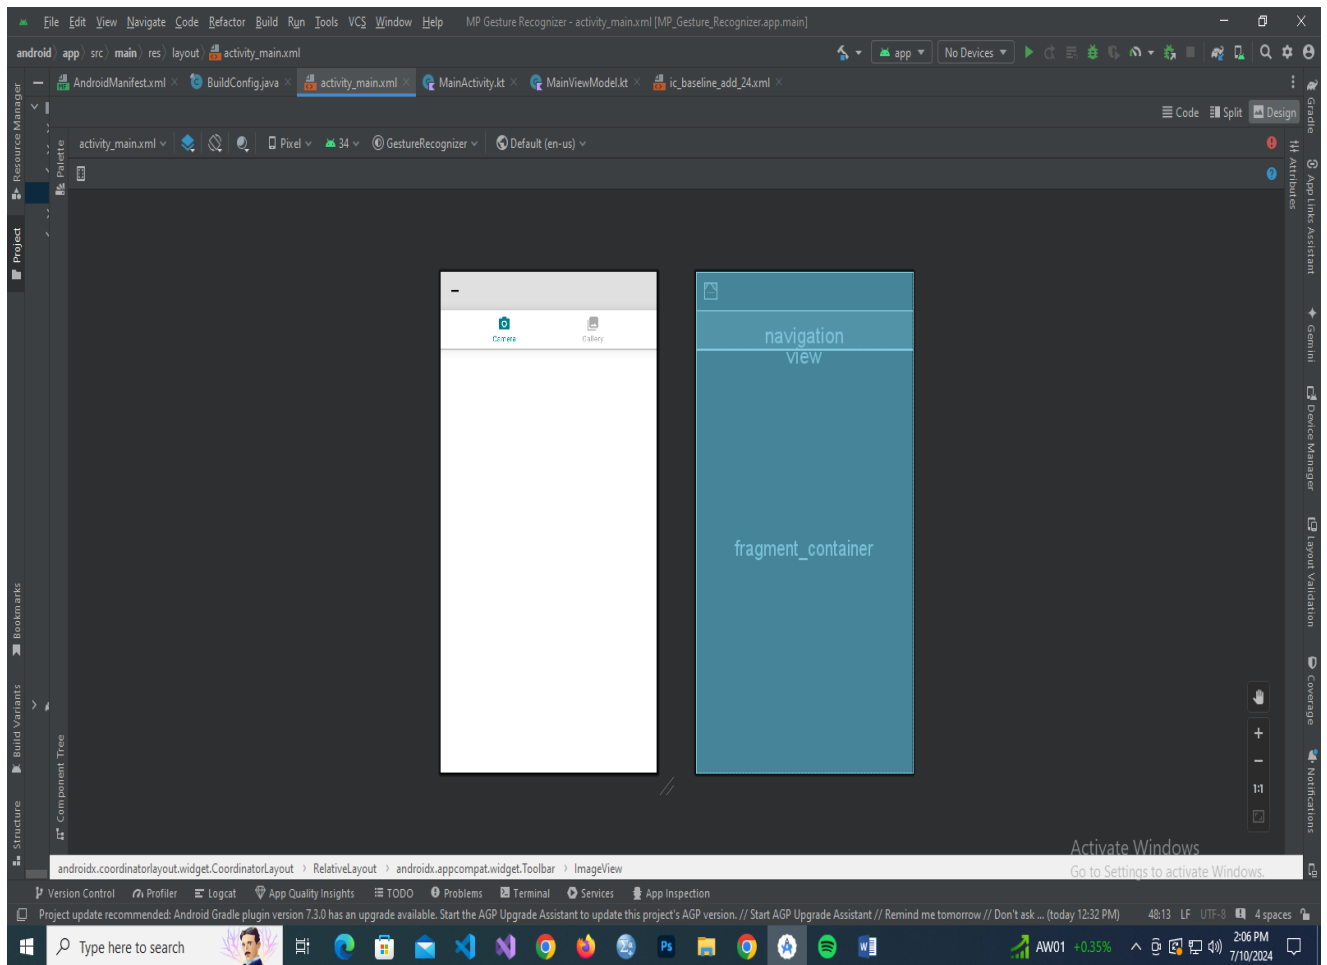 File Edit View Navigate Code Refactor Build Run Tools VCS Window Help MP Gesture Recognizer - activity_main.xml [MP_Gesture_Recognizer.app.main]
android app src main res layout activity_main.xml app No Devices
AndroidManifest.xml BuildConfig.java activity_main.xml MainActivity.kt MainViewModel.kt ic_baseline_add_24.xml
Code Split Design
activity_main.xml Pixel 34 GestureRecognizer Default (en-us)
Resource Manager
Project
Bookmarks
Build Variants
Structure
Palette
Component Tree
Camera Gallery
navigation
view
fragment_container
1:1
Attributes
Gradle
App Links Assistant
Gemini
Device Manager
Layout Validation
Coverage
Notifications
Activate Windows
Go to Settings to activate Windows.
androidx.coordinatorlayout.widget.CoordinatorLayout RelativeLayout androidx.appcompat.widget.Toolbar ImageView
Version Control Profiler Logcat App Quality Insights TODO Problems Terminal Services App Inspection
Project update recommended: Android Gradle plugin version 7.3.0 has an upgrade available. Start the AGP Upgrade Assistant to update this project's AGP version. // Start AGP Upgrade Assistant // Remind me tomorrow // Don't ask ... (today 12:32 PM) 48:13 LF UTF-8 4 spaces
Type here to search Ps AW01 +0.35% 2:06 PM
7/10/2024